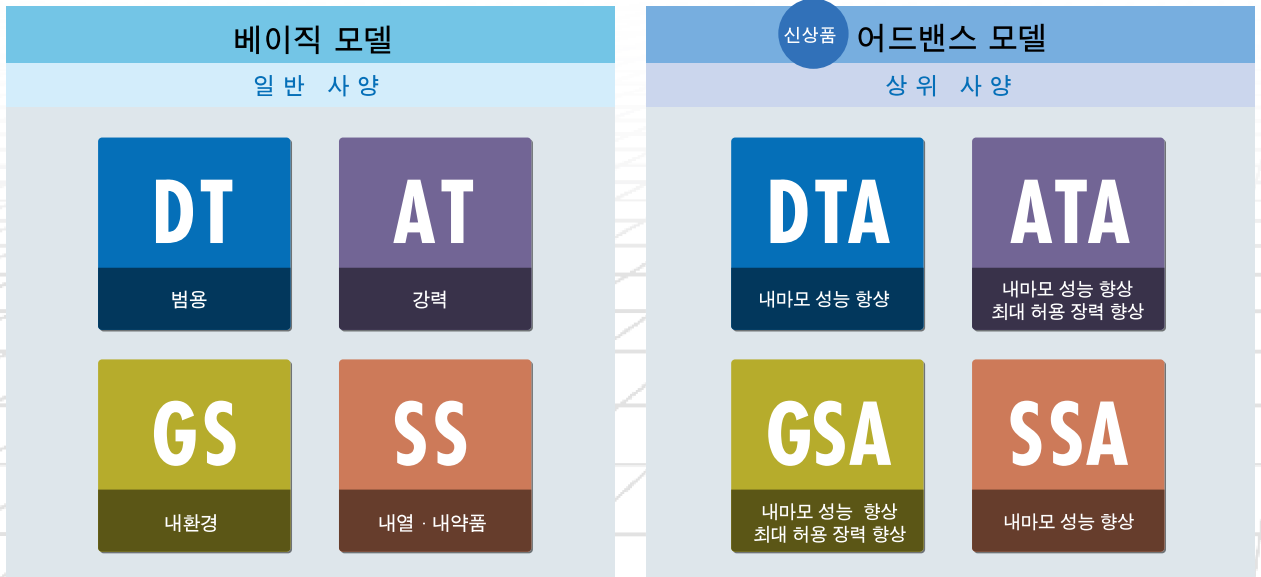 베이직 모델
일반 사양
DT
범용
AT
강력
GS
내환경
SS
내열 · 내약품
신상품
어드밴스 모델
상위 사양
DTA
내마모 성능 항샹
ATA
내마모 성능 향상
최대 허용 장력 향상
GSA
내마모 성능 향상
최대 허용 장력 향상
SSA
내마모 성능 향상